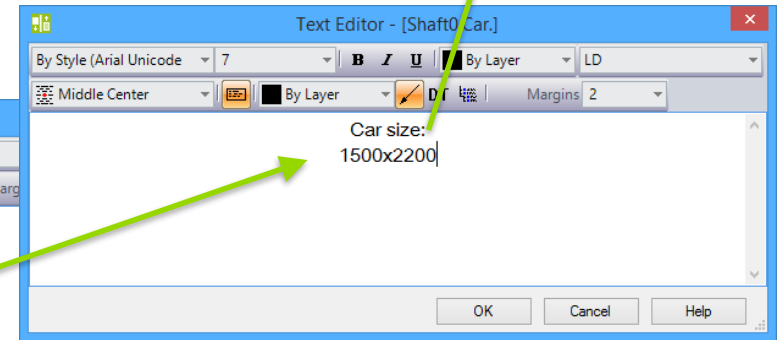 Text Editor - [Shaft0 Car.]
By Style (Arial Unicode 7 B I U By Layer LD
Middle Center By Layer Margins 2
Car size:
1500x2200
OK Cancel Help